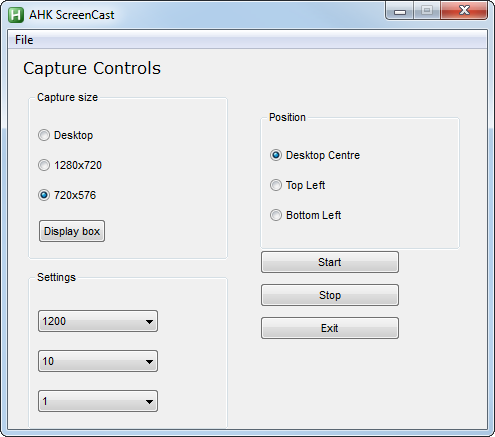 AHK ScreenCast
File
Capture Controls
Capture size
Desktop
1280x720
720x576
Display box
Position
Desktop Centre
Top Left
Bottom Left
Start
Stop
Exit
Settings
1200
10
1